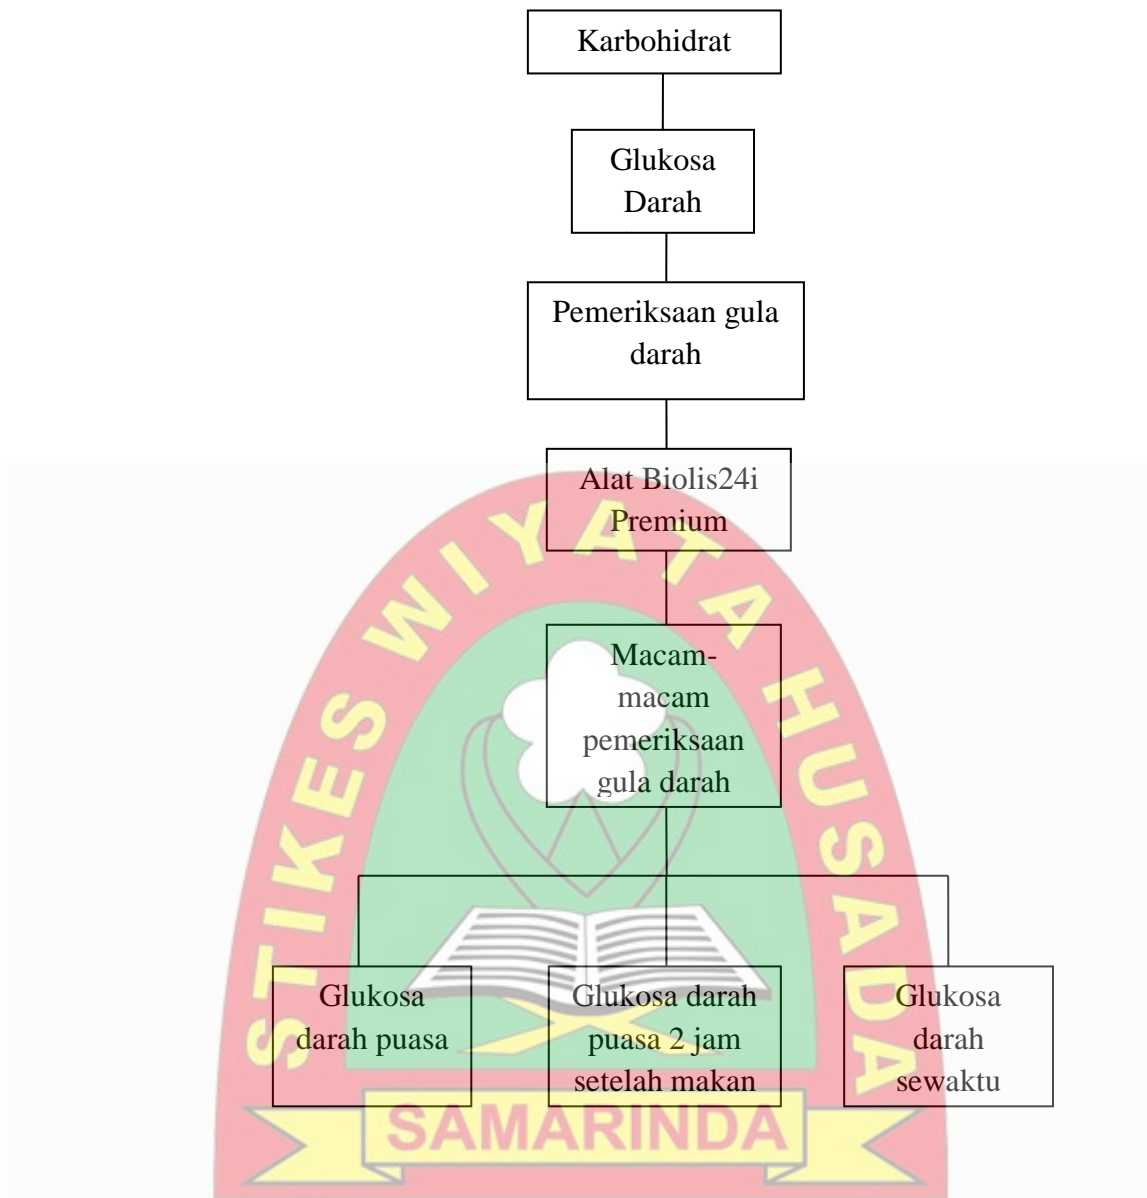 Karbohidrat
Glukosa
Darah
Pemeriksaan gula
darah
Alat Biolis24i
Premium
Macam-
macam
pemeriksaan
gula darah
Glukosa
darah puasa
Glukosa darah
puasa 2 jam
setelah makan
Glukosa
darah
sewaktu
STIKES WIYATA HUSADA
SAMARINDA